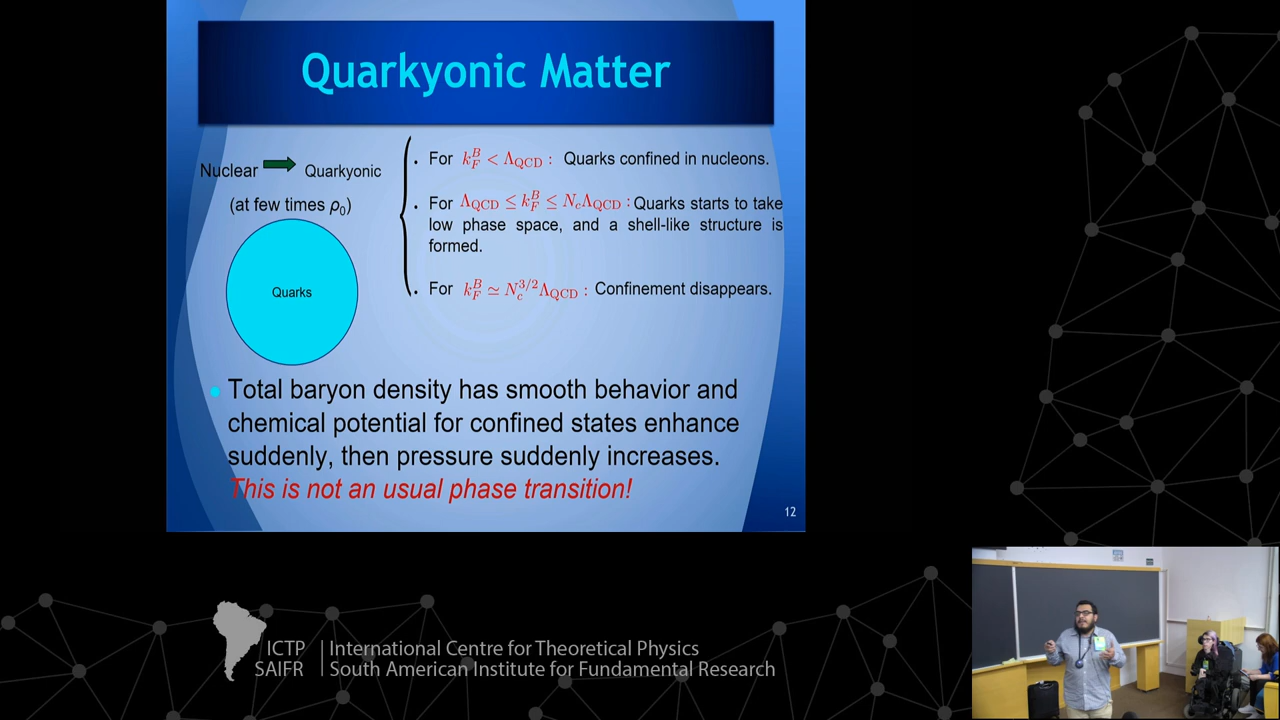 Quarkyonic Matter
Nuclear Quarkyonic
(at few times ρ₀)
Quarks
. For k_F^B < Λ_QCD : Quarks confined in nucleons.
. For Λ_QCD ≤ k_F^B ≤ N_cΛ_QCD : Quarks starts to take
low phase space, and a shell-like structure is
formed.
. For k_F^B ≃ N_c^{3/2}Λ_QCD : Confinement disappears.
• Total baryon density has smooth behavior and
chemical potential for confined states enhance
suddenly, then pressure suddenly increases.
This is not an usual phase transition!
12
ICTP
SAIFR
International Centre for Theoretical Physics
South American Institute for Fundamental Research